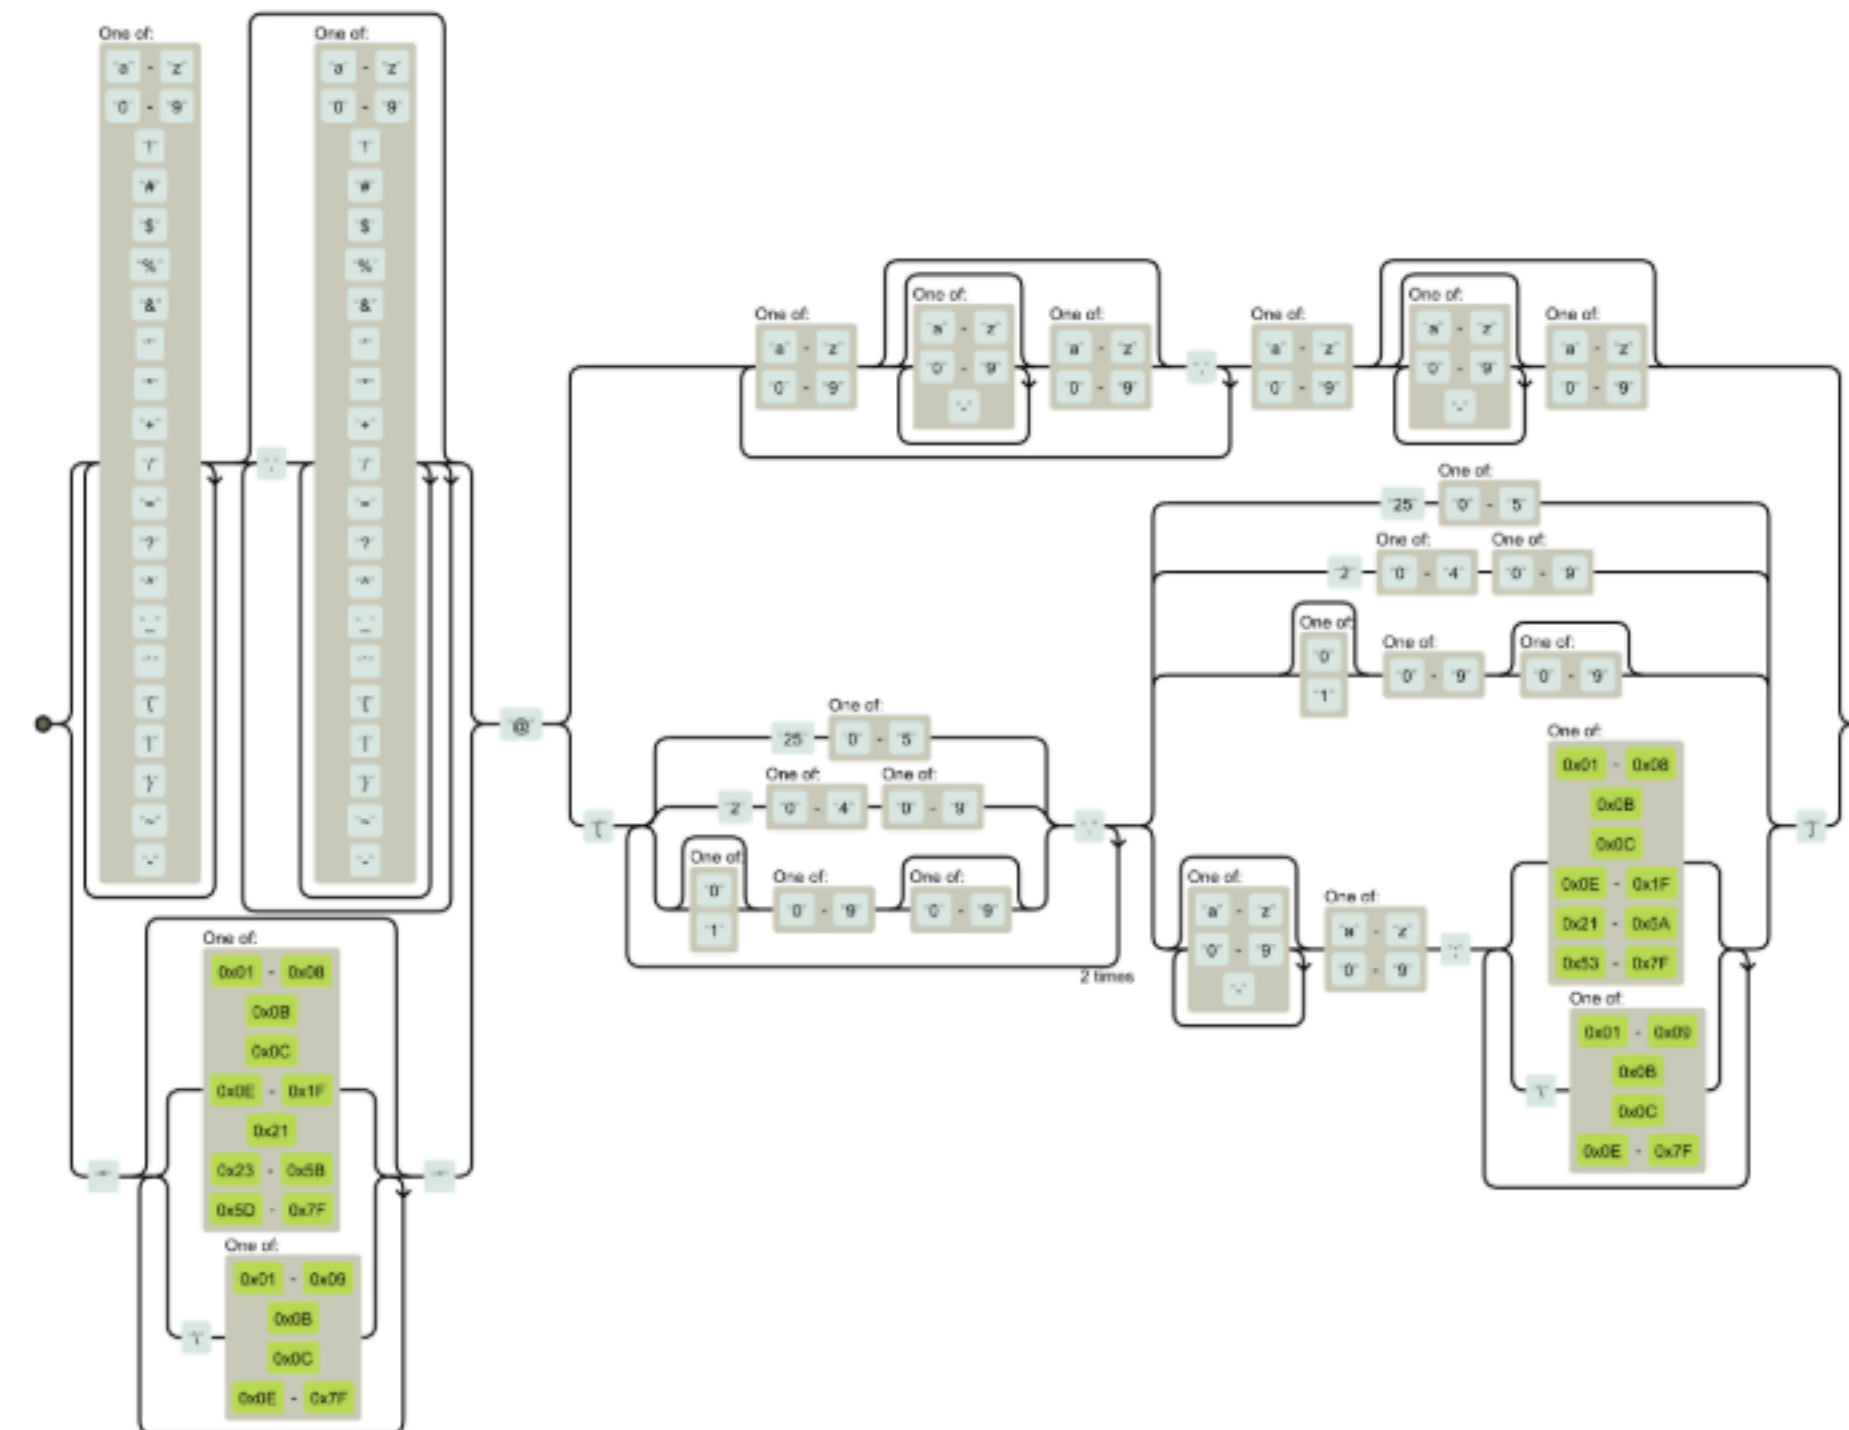 One of:
"a" - "z"
"0" - "9"
"!"
"#"
"$"
"%"
"&"
"+"
"/"
"="
"?"
"^"
"_"
"{"
"|"
"}"
"~"
"-"
One of:
"a" - "z"
"0" - "9"
"!"
"#"
"$"
"%"
"&"
"+"
"/"
"="
"?"
"^"
"_"
"{"
"|"
"}"
"~"
"-"
"."
One of:
0x01 - 0x08
0x0B
0x0C
0x0E - 0x1F
0x21
0x23 - 0x5B
0x5D - 0x7F
One of:
0x01 - 0x09
0x0B
0x0C
0x0E - 0x7F
"\"
"@"
One of:
"a" - "z"
"0" - "9"
One of:
"a" - "z"
"0" - "9"
"-"
One of:
"a" - "z"
"0" - "9"
"."
One of:
"a" - "z"
"0" - "9"
One of:
"a" - "z"
"0" - "9"
"-"
One of:
"a" - "z"
"0" - "9"
"["
One of:
"25" "0" - "5"
One of: One of:
"2" "0" - "4" "0" - "9"
One of:
"0"
"1"
One of:
"0" - "9"
One of:
"0" - "9"
"."
2 times
One of:
"25" "0" - "5"
One of: One of:
"2" "0" - "4" "0" - "9"
One of:
"0"
"1"
One of:
"0" - "9"
One of:
"0" - "9"
One of:
"a" - "z"
"0" - "9"
"-"
One of:
"a" - "z"
"0" - "9"
":"
One of:
0x01 - 0x08
0x0B
0x0C
0x0E - 0x1F
0x21 - 0x5A
0x53 - 0x7F
One of:
0x01 - 0x09
0x0B
0x0C
0x0E - 0x7F
"\"
"]"